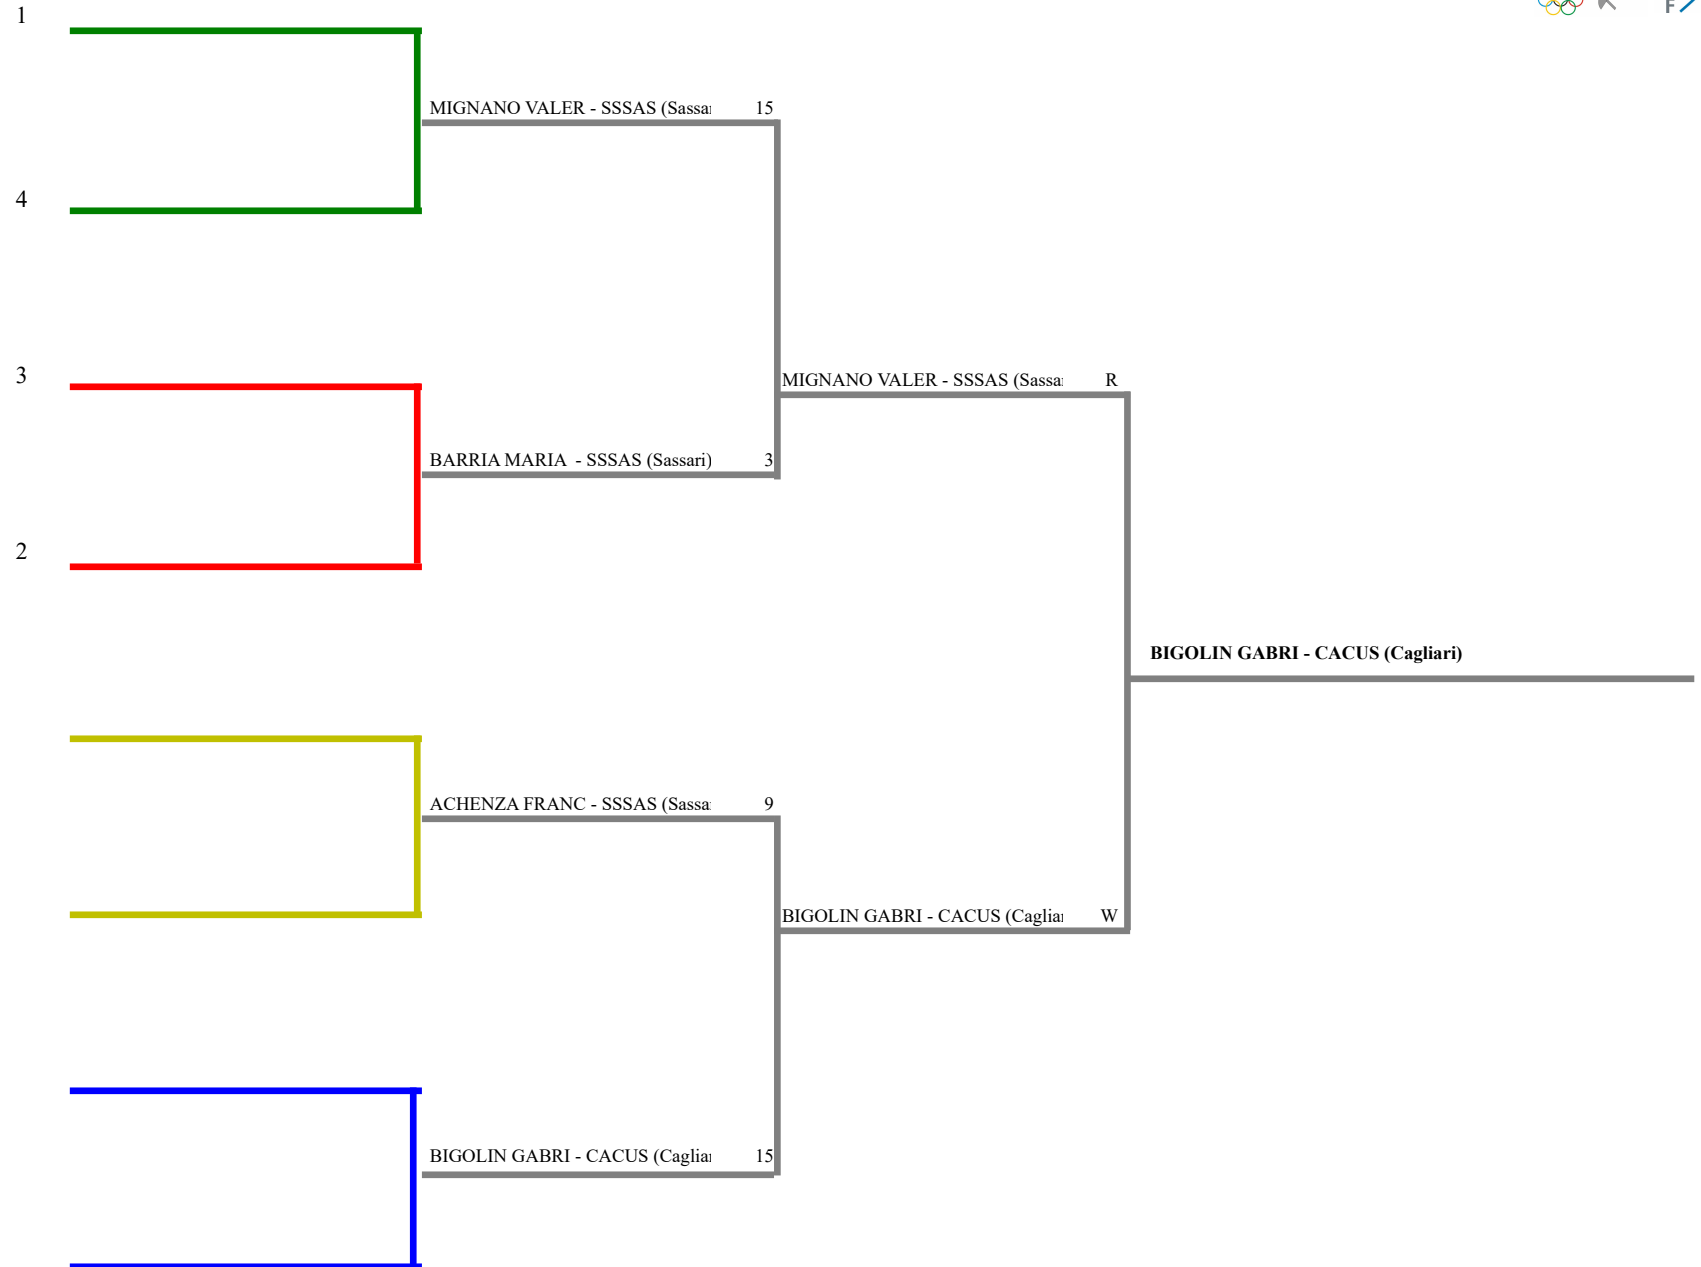 1
F
MIGNANO VALER - SSSAS (Sassa 15
4
3
MIGNANO VALER - SSSAS (Sassa R
BARRIA MARIA - SSSAS (Sassari) 3
2
BIGOLIN GABRI - CACUS (Cagliari)
ACHENZA FRANC - SSSAS (Sassa 9
BIGOLIN GABRI - CACUS (Caglia W
BIGOLIN GABRI - CACUS (Caglia 15